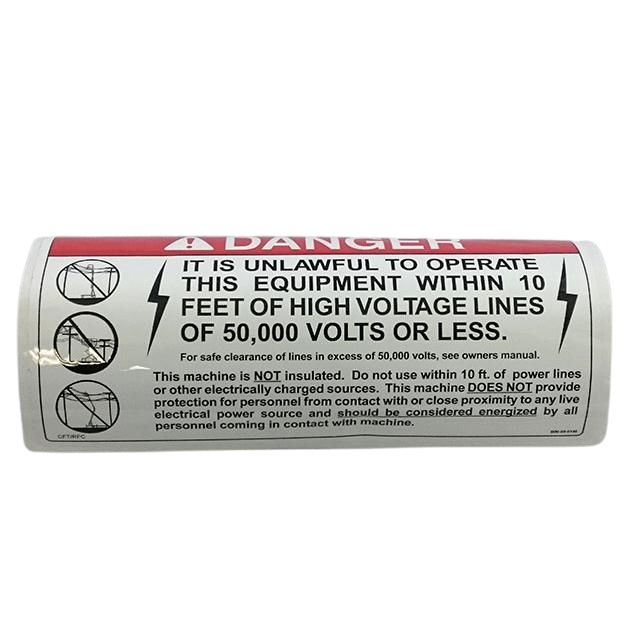 DANGER
IT IS UNLAWFUL TO OPERATE
THIS EQUIPMENT WITHIN 10
FEET OF HIGH VOLTAGE LINES
OF 50,000 VOLTS OR LESS.
For safe clearance of lines in excess of 50,000 volts, see owners manual.
This machine is NOT insulated. Do not use within 10 ft. of power lines
or other electrically charged sources. This machine DOES NOT provide
protection for personnel from contact with or close proximity to any live
electrical power source and should be considered energized by all
personnel coming in contact with machine.